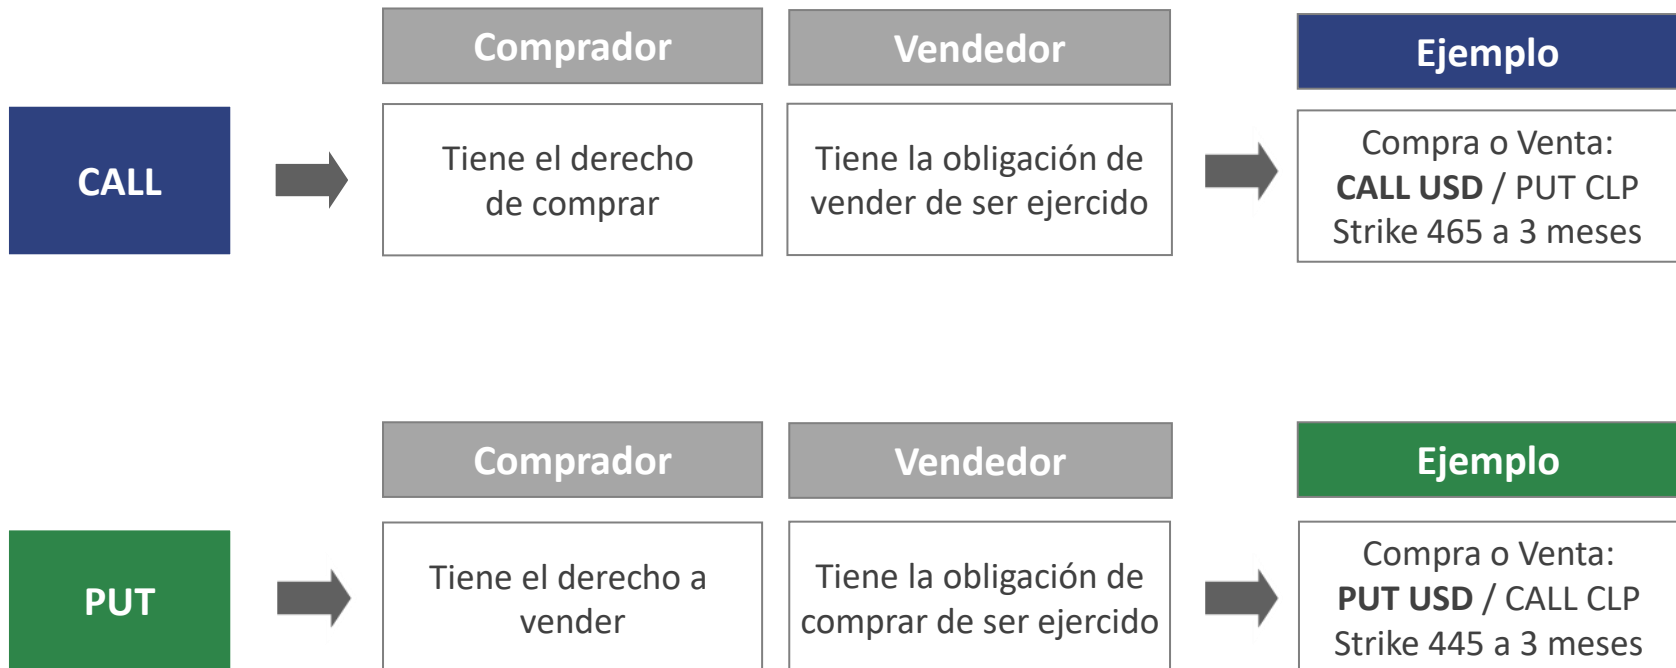 Comprador
Vendedor
Ejemplo
CALL
Tiene el derecho
de comprar
Tiene la obligación de
vender de ser ejercido
Compra o Venta:
CALL USD / PUT CLP
Strike 465 a 3 meses
Comprador
Vendedor
Ejemplo
PUT
Tiene el derecho a
vender
Tiene la obligación de
comprar de ser ejercido
Compra o Venta:
PUT USD / CALL CLP
Strike 445 a 3 meses